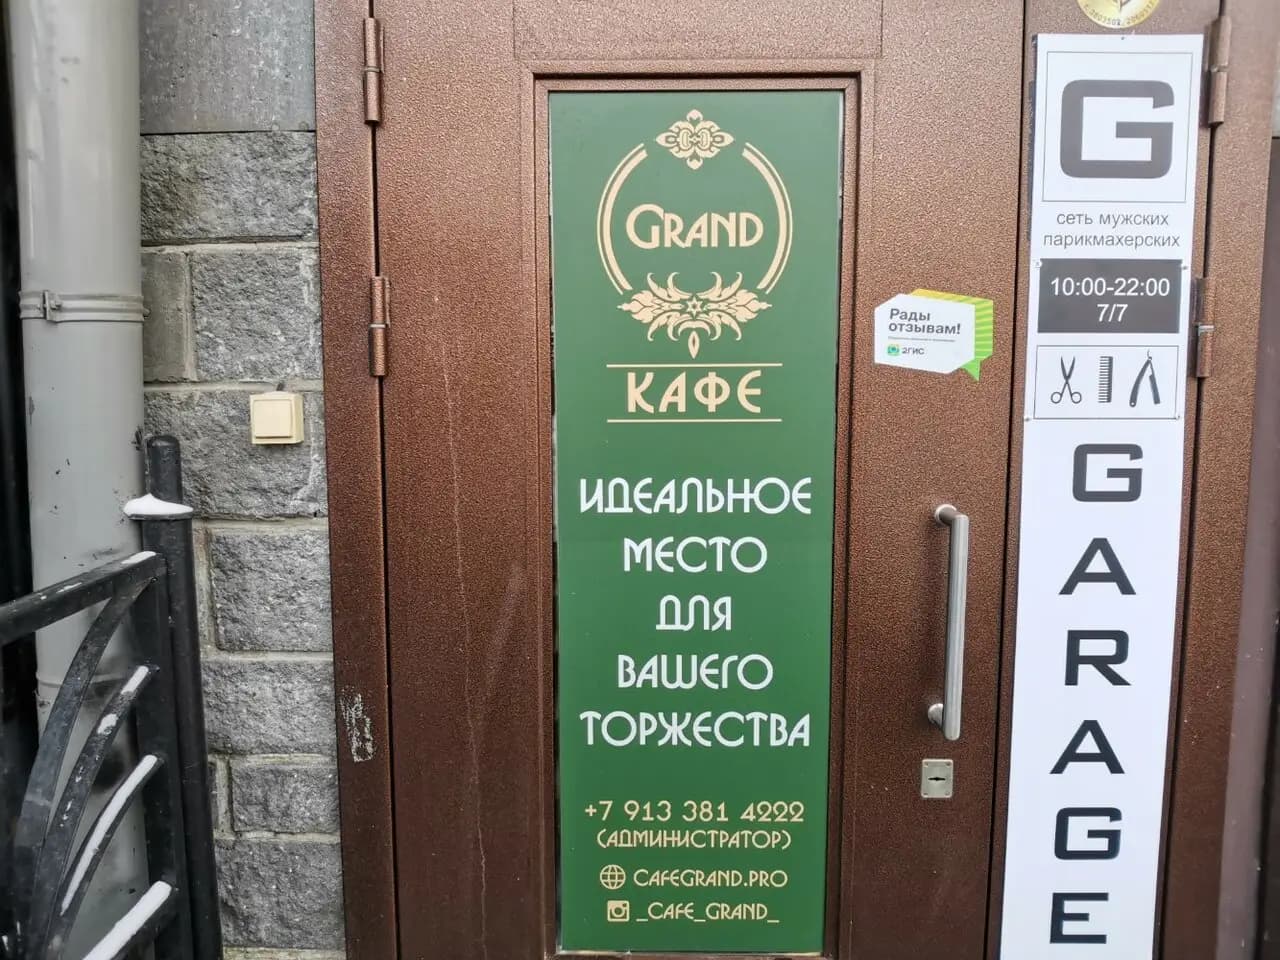 GRAND
КАФЕ
ИДЕАЛЬНОЕ
МЕСТО
ДЛЯ
ВАШЕГО
ТОРЖЕСТВА
+7 913 381 4222
(АДМИНИСТРАТОР)
CAFEGRAND.PRO
_CAFE_GRAND_
Рады
отзывам!
2ГИС
G
сеть мужских
парикмахерских
10:00-22:00
7/7
G
A
R
A
G
E